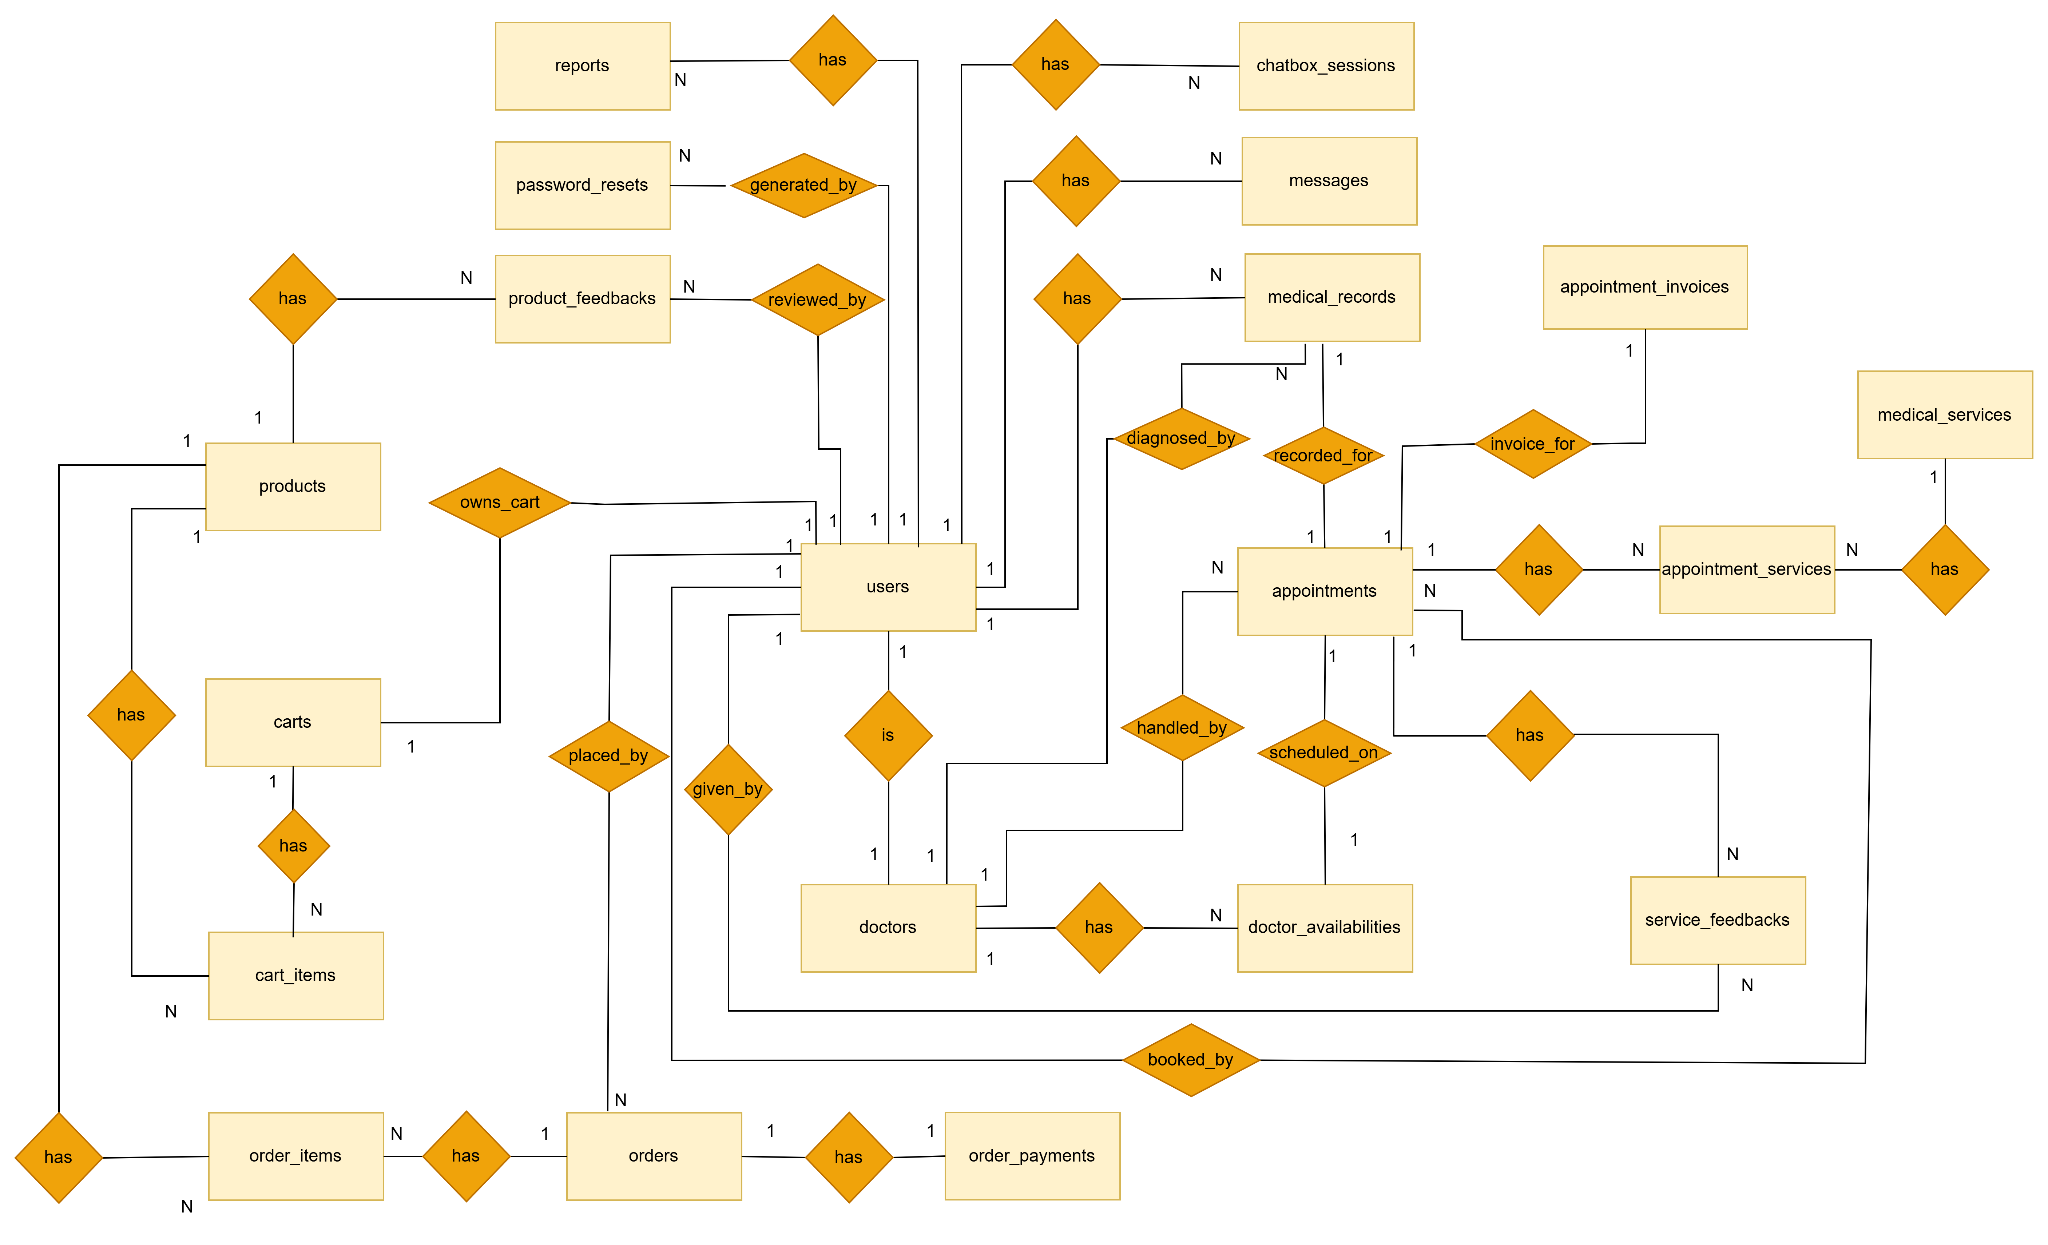 reports
N
has
has
N
chatbox_sessions
password_resets
N
generated_by
has
N
messages
has
N
product_feedbacks
N
reviewed_by
has
N
medical_records
appointment_invoices
1
1
products
1
owns_cart
1
1
1
1
1
N
diagnosed_by
1
recorded_for
invoice_for
1
medical_services
1
1
1
1
users
1
1
1
1
1
1
N
appointments
1
N
has
N
appointment_services
N
has
has
carts
1
1
has
N
cart_items
N
placed_by
given_by
is
1
handled_by
1
scheduled_on
1
1
has
N
service_feedbacks
N
1
1
doctors
1
has
N
doctor_availabilities
booked_by
has
N
order_items
N
has
1
N
orders
1
has
1
order_payments